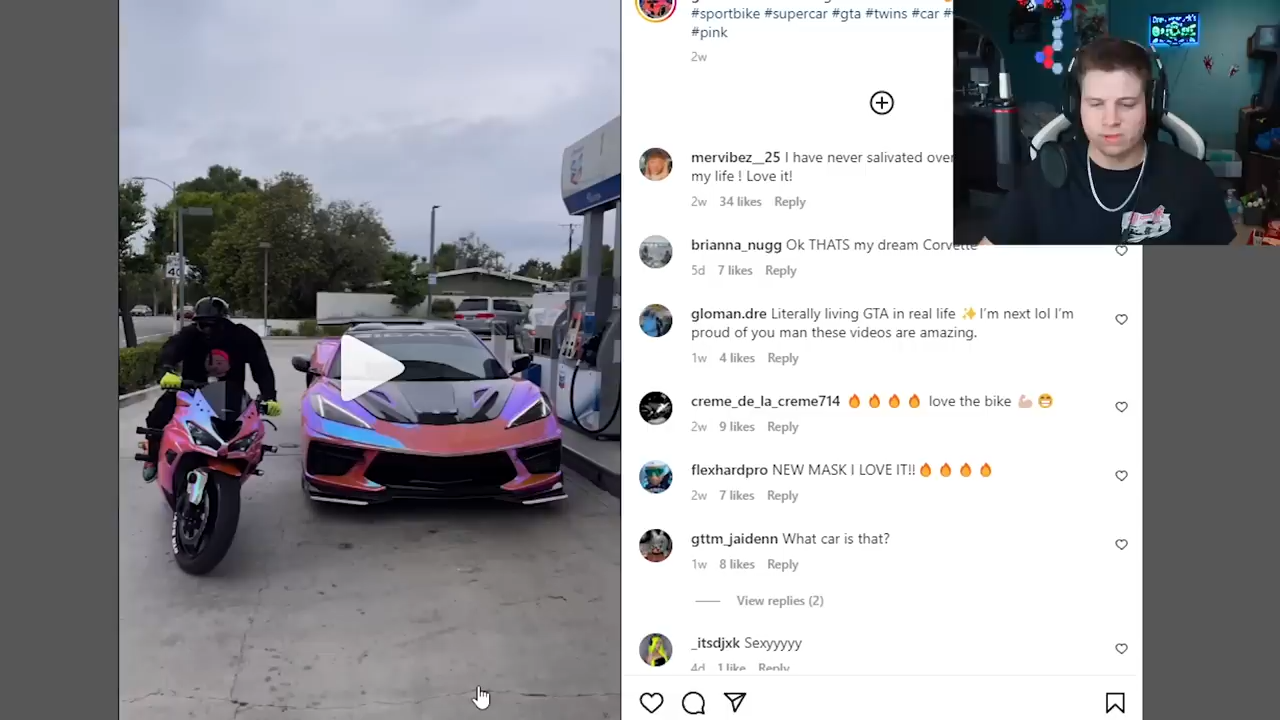 #sportbike #supercar #gta #twins #car #
#pink
2w
mervibez__25 I have never salivated over
my life ! Love it!
2w 34 likes Reply
brianna_nugg Ok THATS my dream Corvette
5d 7 likes Reply
gloman.dre Literally living GTA in real life ✨ I'm next lol I'm
proud of you man these videos are amazing.
1w 4 likes Reply
creme_de_la_creme714 🔥 🔥 🔥 🔥 love the bike 💪🏻 😁
2w 9 likes Reply
flexhardpro NEW MASK I LOVE IT!! 🔥 🔥 🔥 🔥
2w 7 likes Reply
gttm_jaidenn What car is that?
1w 8 likes Reply
View replies (2)
_itsdjxk Sexyyyyy
4d 1 like Reply